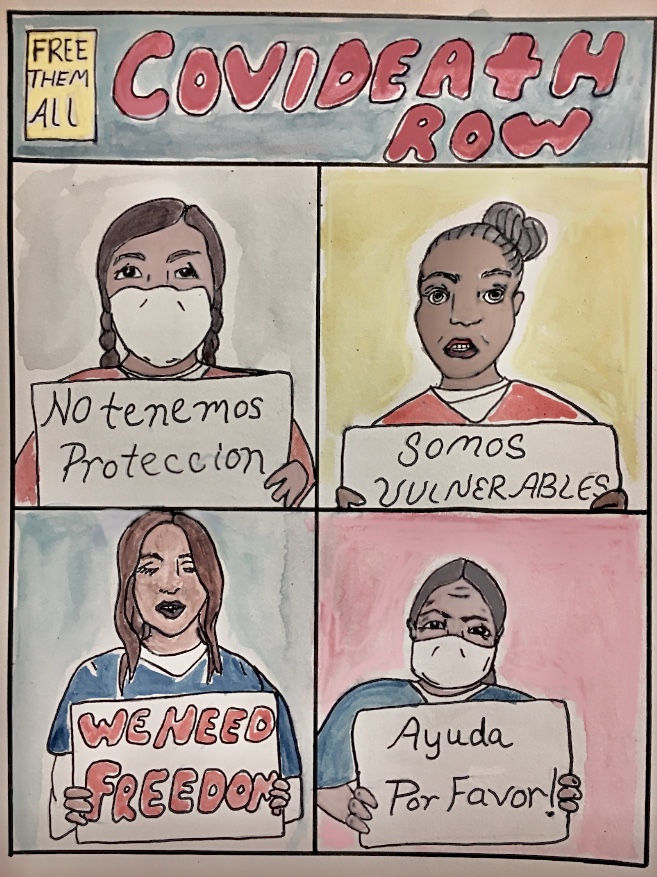 FREE
THEM
ALL
COVIDEATH
ROW
No tenemos
Proteccion
SOMOS
VULNERABLES
WE NEED
FREEDOM
Ayuda
Por Favor!